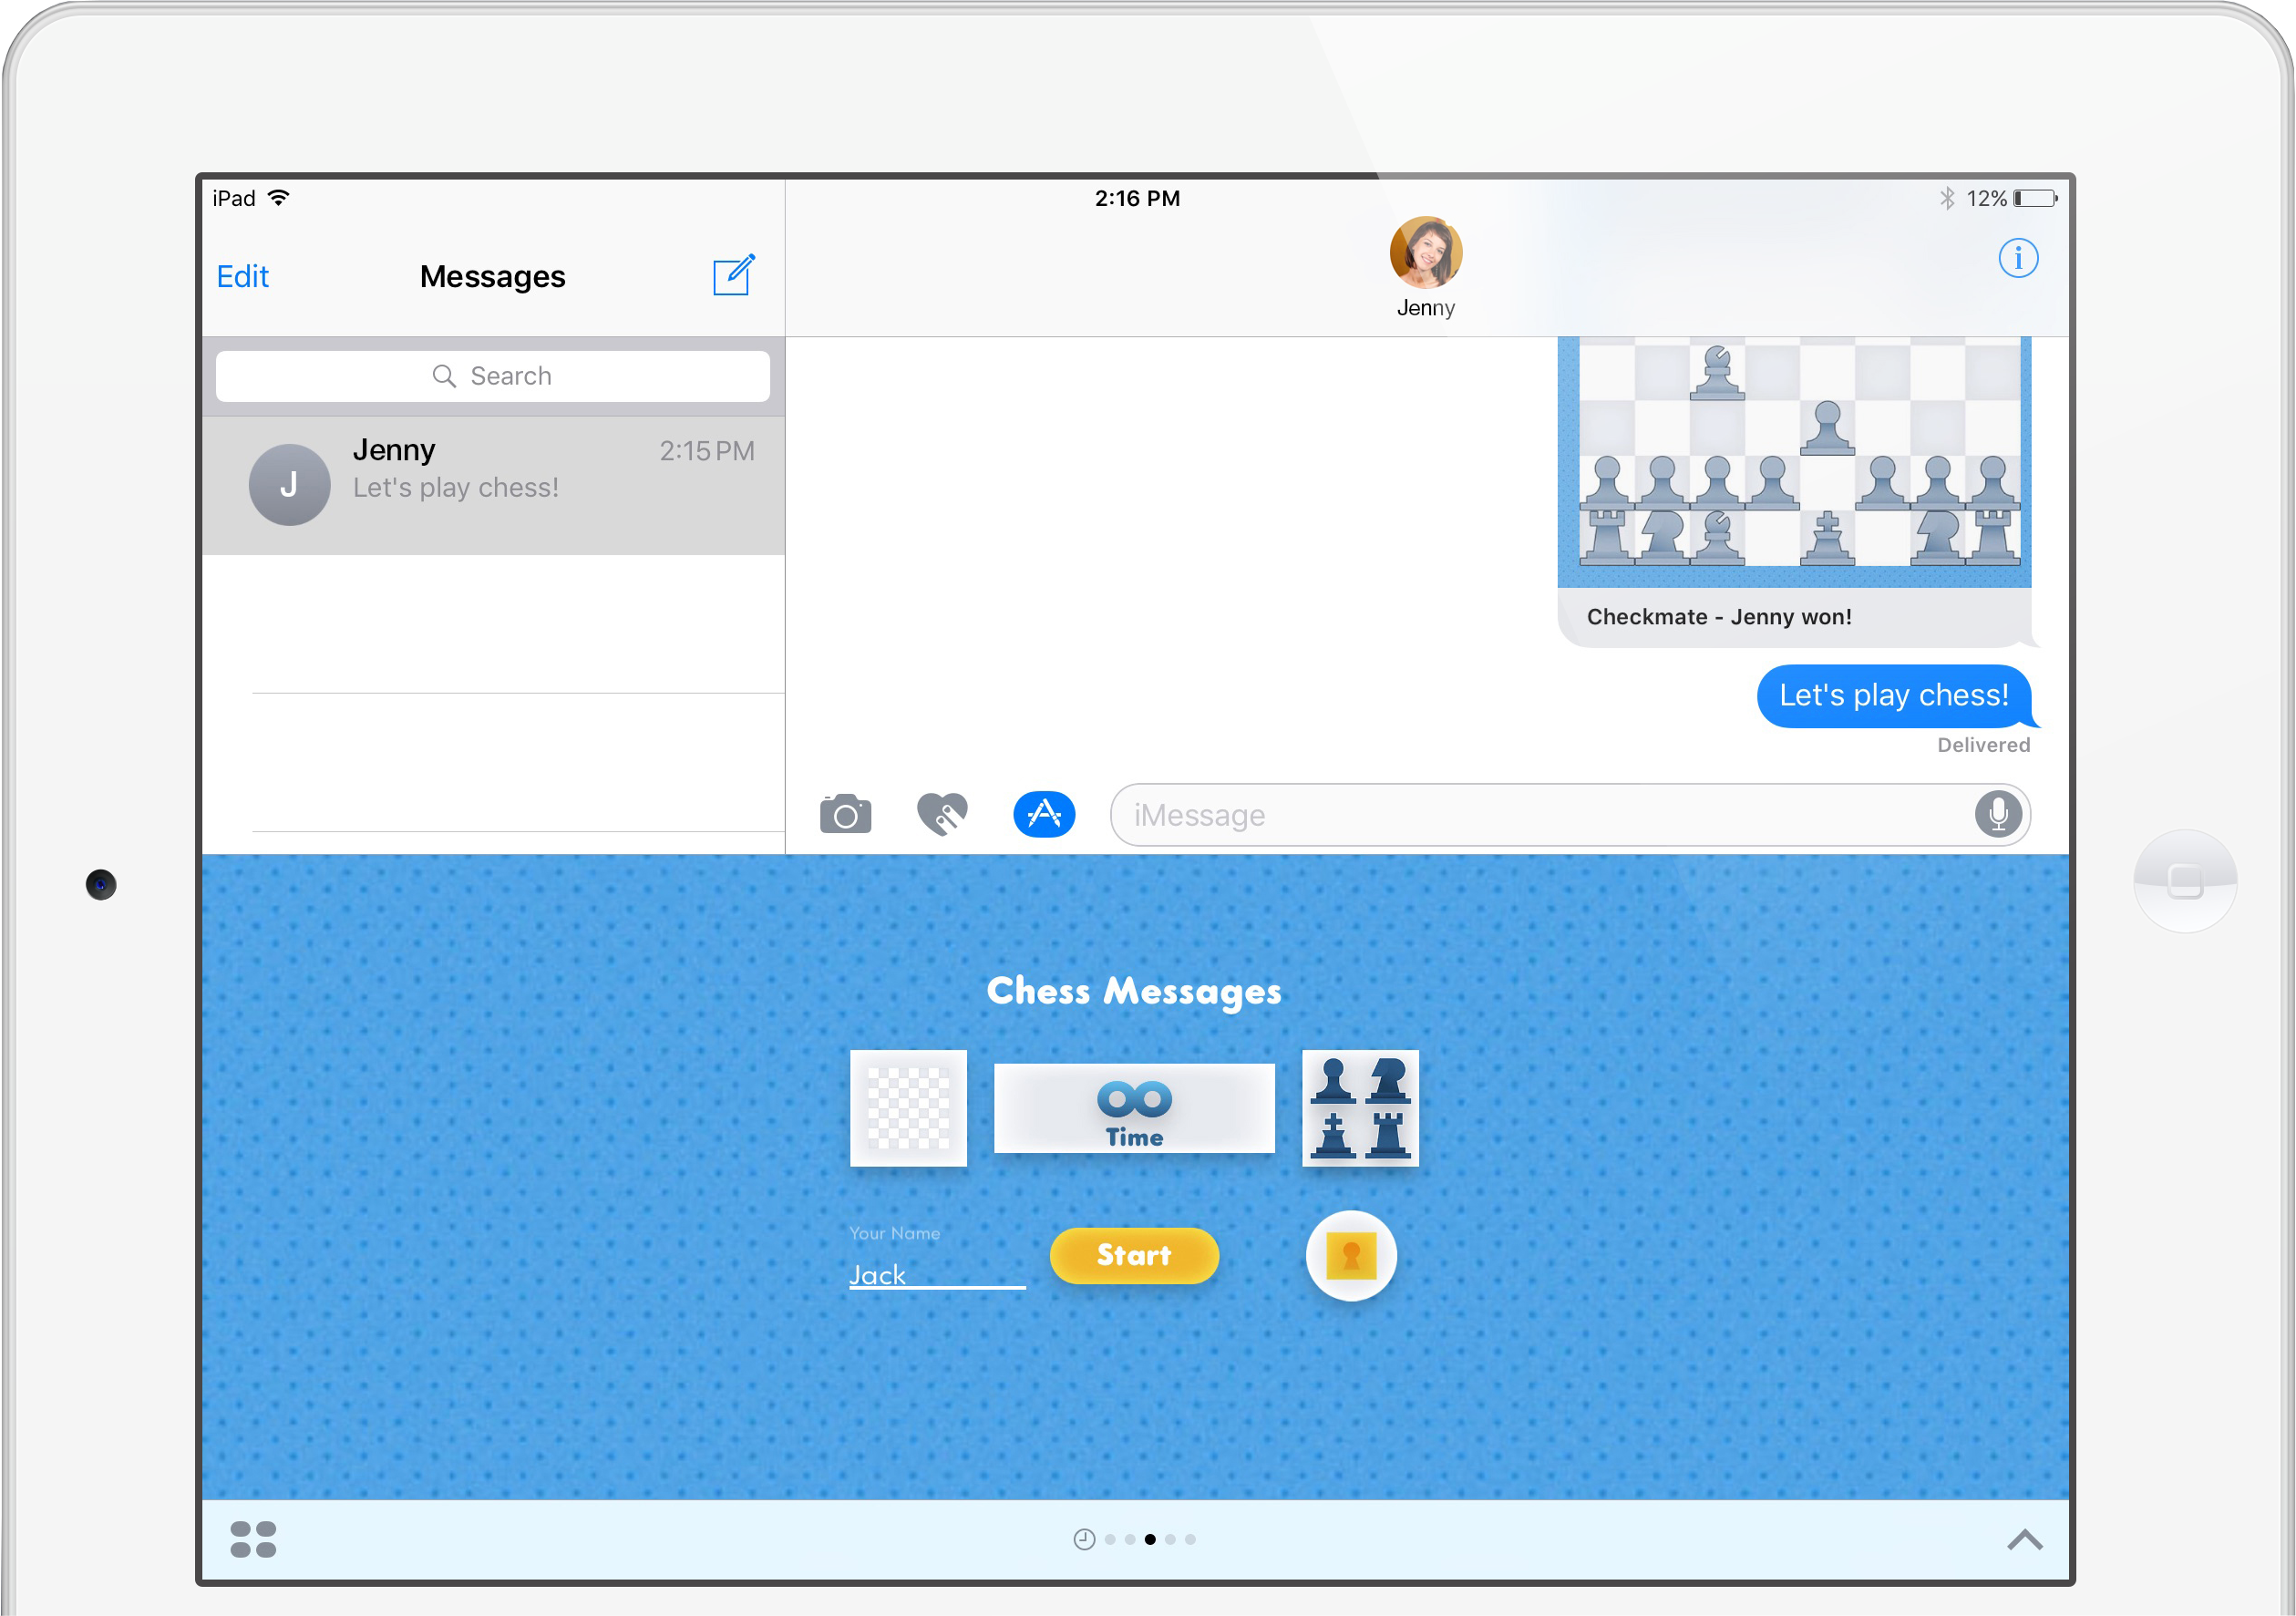 iPad
2:16 PM
12%
Edit
Messages
Jenny
Search
Jenny
2:15 PM
J
Let's play chess!
Checkmate - Jenny won!
Let's play chess!
Delivered
iMessage
Chess Messages
Time
Your Name
Jack
Start